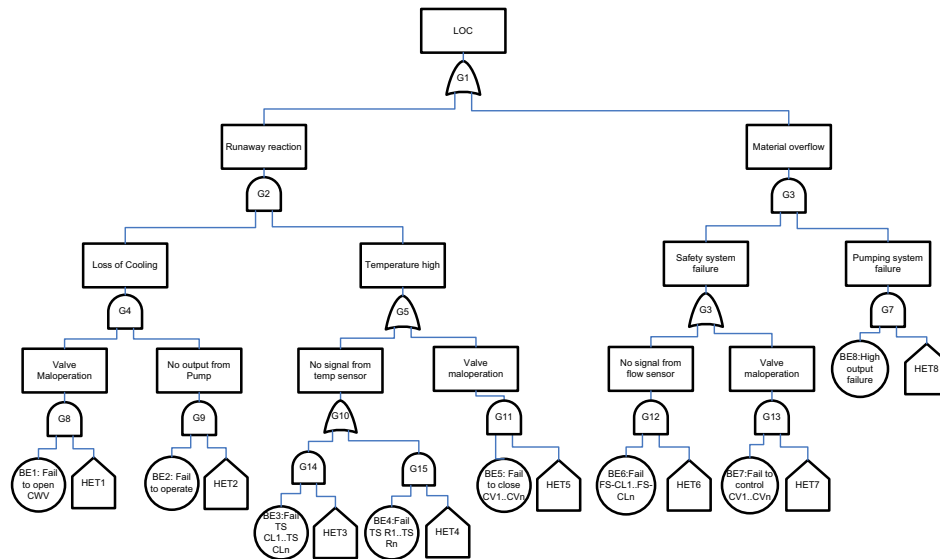 LOC
G1
Runaway reaction
Material overflow
G2
G3
Loss of Cooling
Temperature high
Safety system
failure
Pumping system
failure
G4
G5
G3
G7
Valve
Maloperation
No output from
Pump
No signal from
temp sensor
Valve
maloperation
No signal from
flow sensor
Valve
maloperation
BE8:High
output
failure
HET8
G8
G9
G10
G11
G12
G13
G14
G15
BE1: Fail
to open
CWV
HET1
BE2: Fail
to operate
HET2
BE3:Fail
TS
CL1..TS
CLn
HET3
BE4:Fail
TS R1..TS
Rn
HET4
BE5: Fail
to close
CV1..CVn
HET5
BE6:Fail
FS-CL1..FS-
CLn
HET6
BE7:Fail to
control
CV1..CVn
HET7